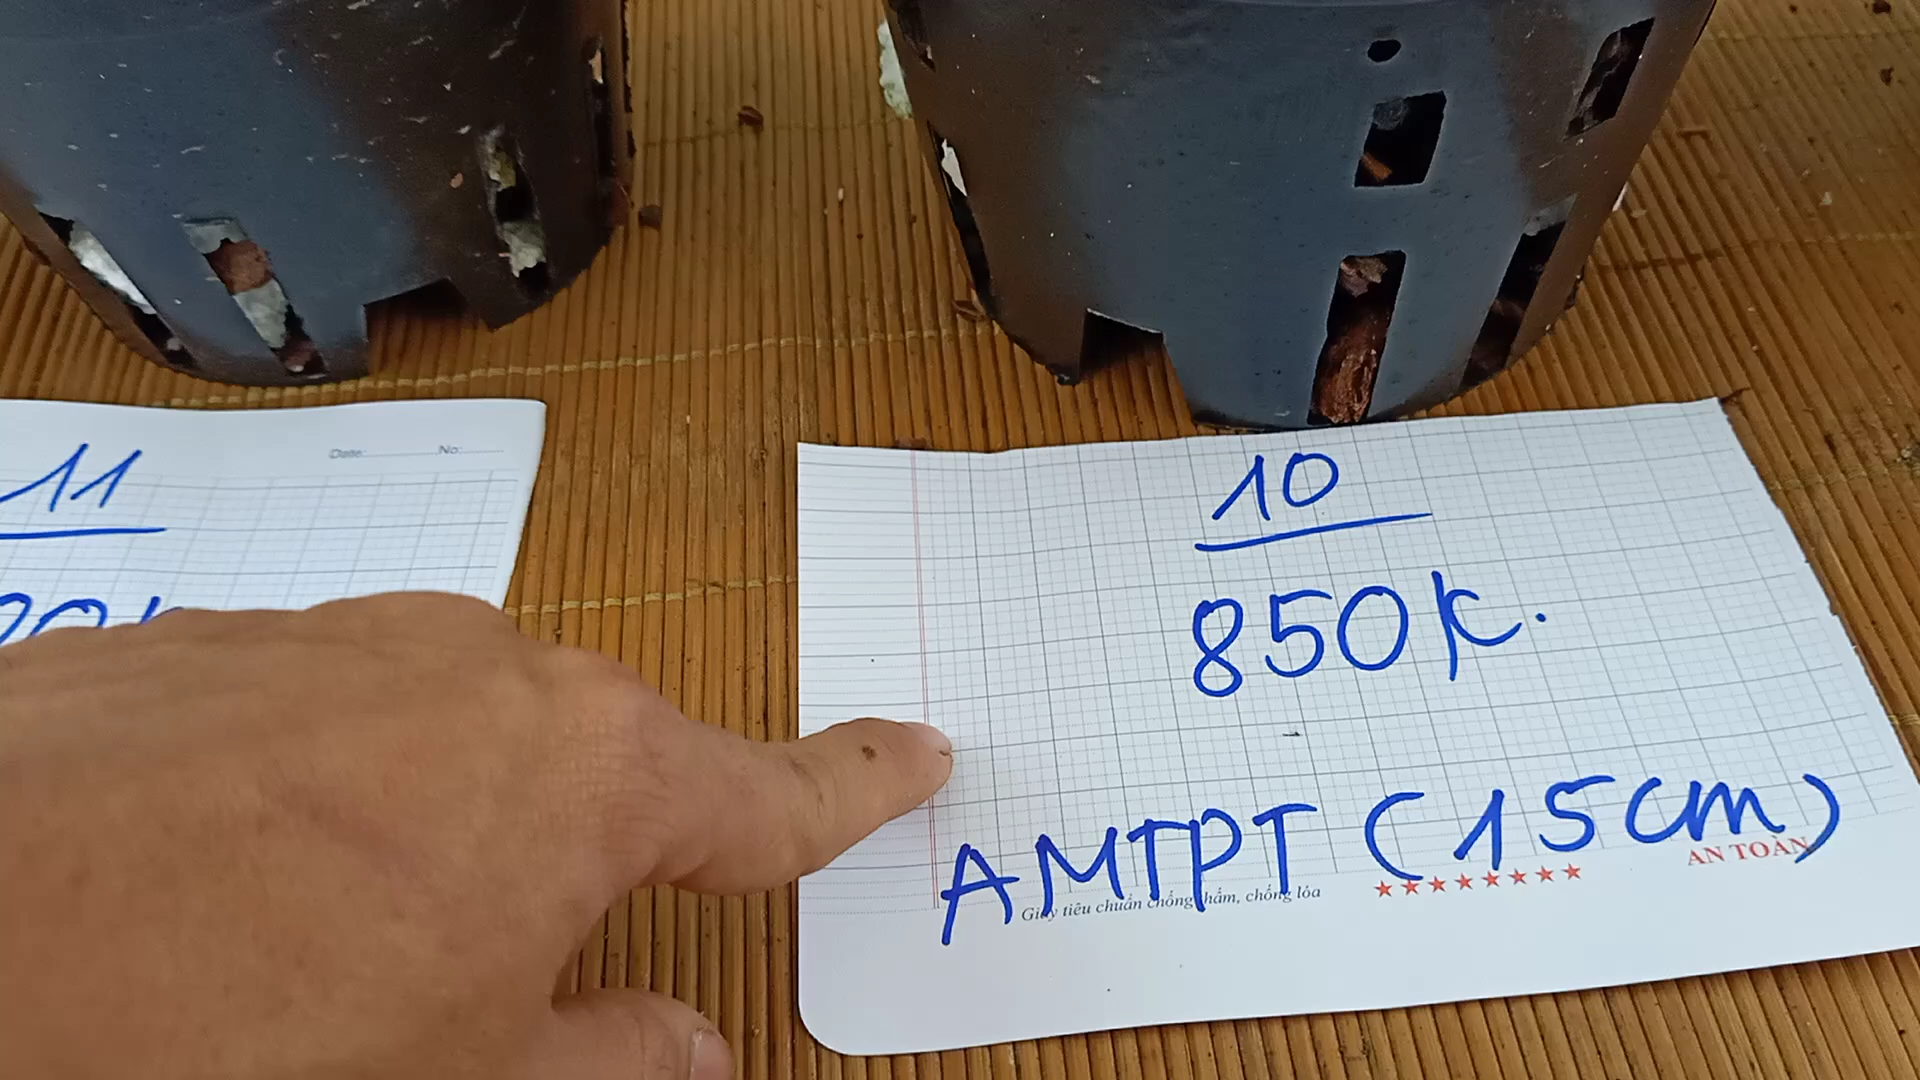 11
Date: No:
10
850k.
AMTPT (15cm)
AN TOÀN
Giấy tiêu chuẩn chống thấm, chống lóa